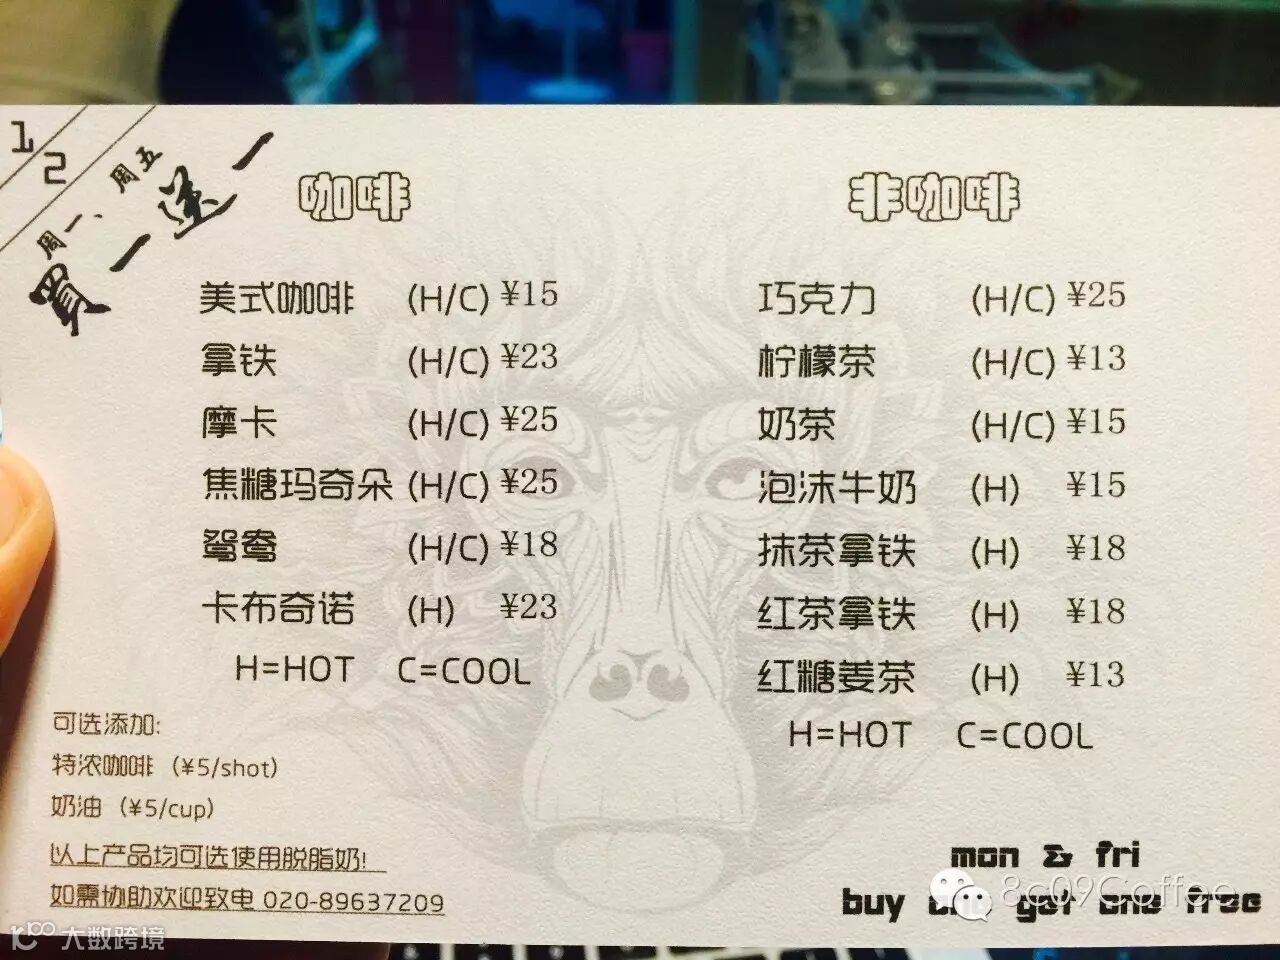 1
2
周一、周五
買一送一
咖啡
美式咖啡 (H/C) ¥15
拿铁 (H/C) ¥23
摩卡 (H/C) ¥25
焦糖玛奇朵 (H/C) ¥25
鸳鸯 (H/C) ¥18
卡布奇诺 (H) ¥23
H=HOT C=COOL
可选添加:
特浓咖啡 (¥5/shot)
奶油 (¥5/cup)
以上产品均可选使用脱脂奶!
如需协助欢迎致电 020-89637209
非咖啡
巧克力 (H/C) ¥25
柠檬茶 (H/C) ¥13
奶茶 (H/C) ¥15
泡沫牛奶 (H) ¥15
抹茶拿铁 (H) ¥18
红茶拿铁 (H) ¥18
红糖姜茶 (H) ¥13
H=HOT C=COOL
mon & fri
buy one get one free
8c09Coffee
大数跨境